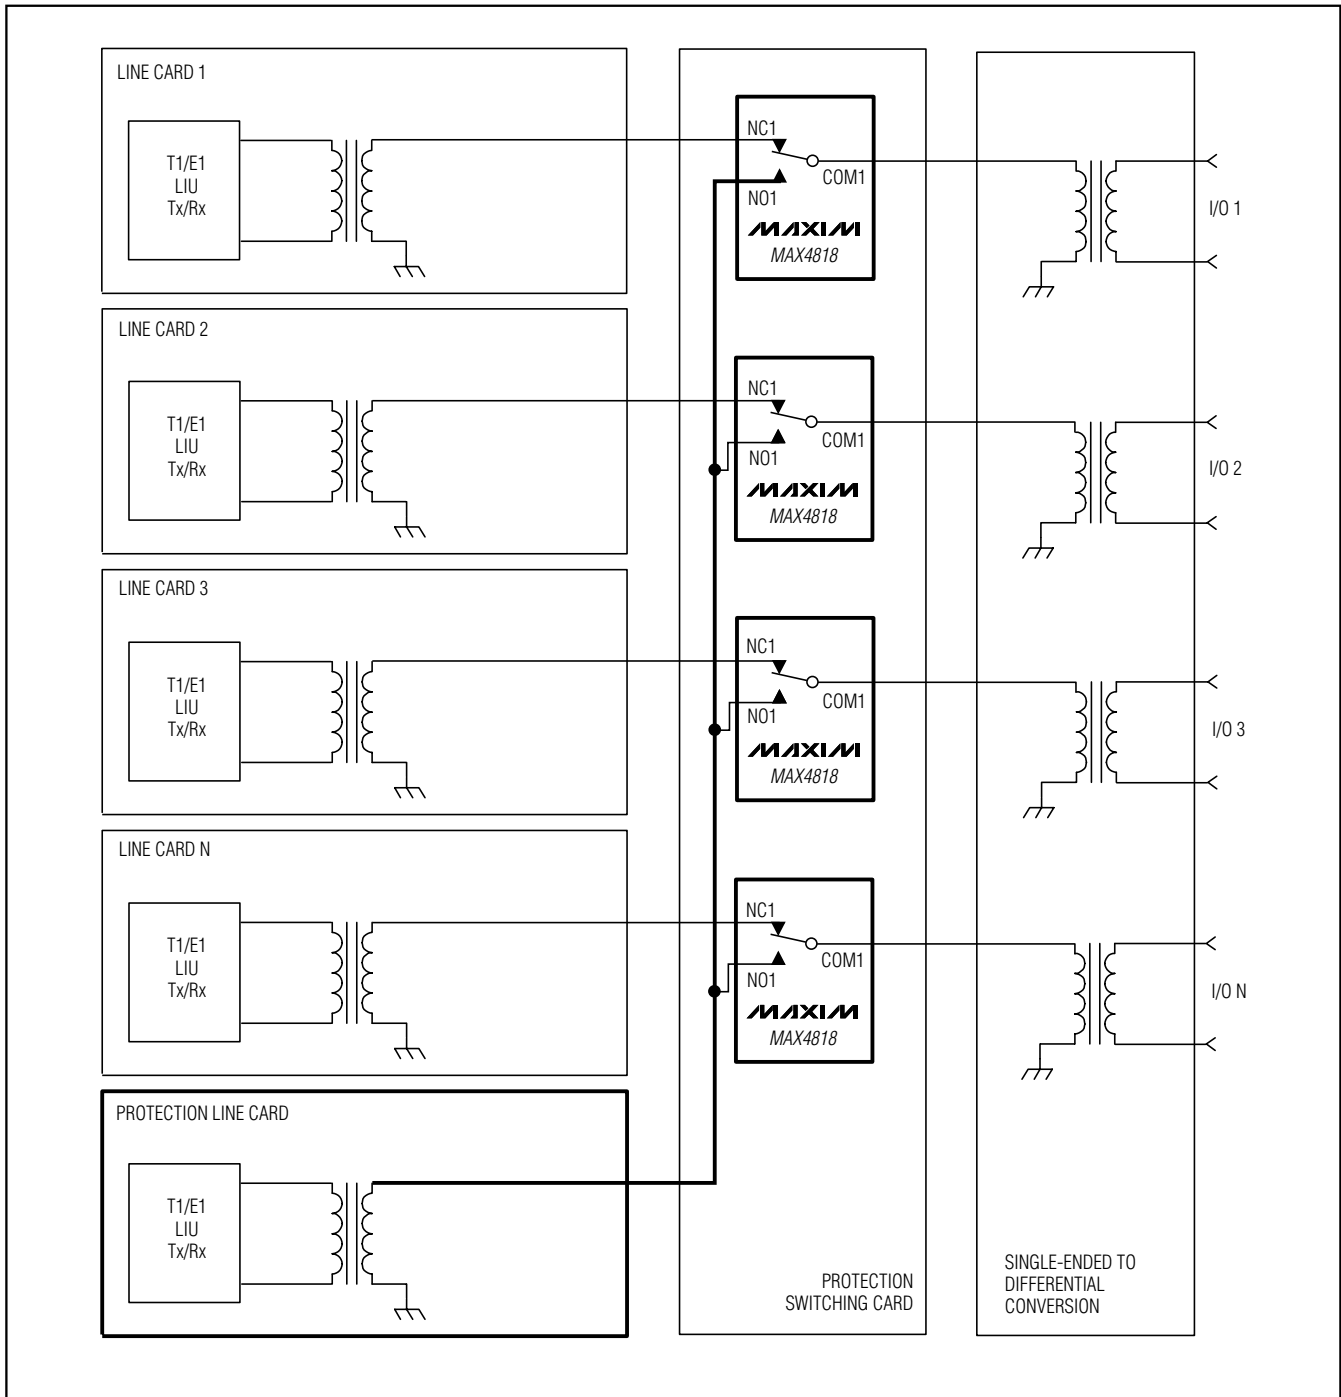 LINE CARD 1
T1/E1
LIU
Tx/Rx
NC1
COM1
NO1
MAXIM
MAX4818
I/O 1
LINE CARD 2
T1/E1
LIU
Tx/Rx
NC1
COM1
NO1
MAXIM
MAX4818
I/O 2
LINE CARD 3
T1/E1
LIU
Tx/Rx
NC1
COM1
NO1
MAXIM
MAX4818
I/O 3
LINE CARD N
T1/E1
LIU
Tx/Rx
NC1
COM1
NO1
MAXIM
MAX4818
I/O N
PROTECTION LINE CARD
T1/E1
LIU
Tx/Rx
PROTECTION
SWITCHING CARD
SINGLE-ENDED TO
DIFFERENTIAL
CONVERSION